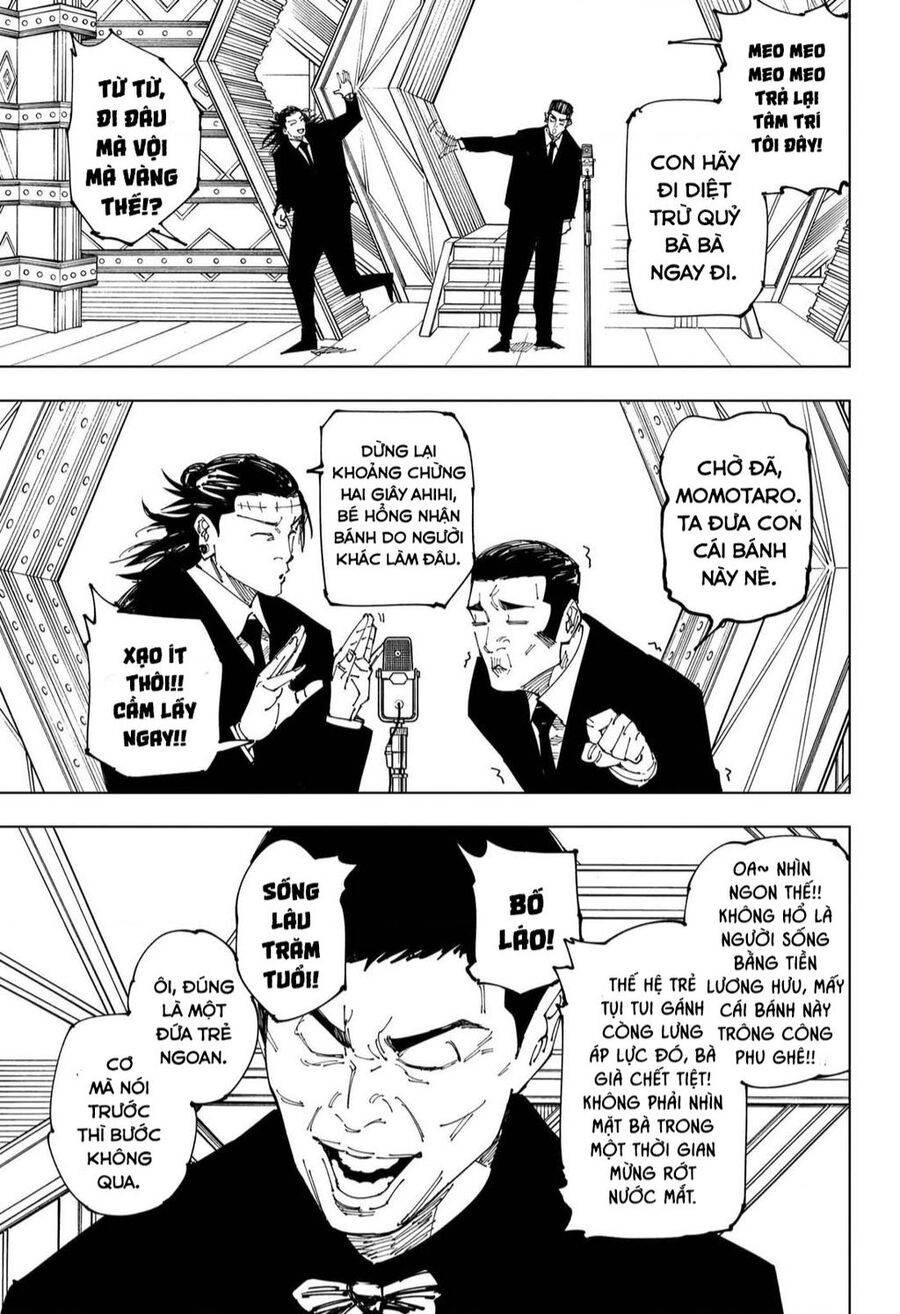 MEO MEO
MEO MEO
TRẢ LẠI
TÂM TRÍ
TÔI ĐÂY!
CON HÃY
ĐI DIỆT
TRỪ QUỶ
BÀ BÀ
NGAY ĐI.
TỪ TỪ,
ĐI ĐÂU
MÀ VỘI
MÀ VÀNG
THẾ!?
CHỜ ĐÃ,
MOMOTARO.
TA ĐƯA CON
CÁI BÁNH
NÀY NÈ.
DỪNG LẠI
KHOẢNG CHỪNG
HAI GIÂY AHIHI,
BÉ HỔNG NHẬN
BÁNH DO NGƯỜI
KHÁC LÀM ĐÂU.
XẠO ÍT
THÔI!!
CẦM LẤY
NGAY!!
OA~ NHÌN
NGON THẾ!!
KHÔNG HỔ LÀ
NGƯỜI SỐNG
BẰNG TIỀN
LƯƠNG HƯU, MẤY
CÁI BÁNH NÀY
TRÔNG CÔNG
PHU GHÊ!!
THẾ HỆ TRẺ
TỤI TUI GÁNH
CÒNG LƯNG
ÁP LỰC ĐÓ, BÀ
GIÀ CHẾT TIỆT!
KHÔNG PHẢI NHÌN
MẶT BÀ TRONG
MỘT THỜI GIAN
MỪNG RỚT
NƯỚC MẮT.
BỐ
LÁO!
SỐNG
LÂU
TRĂM
TUỔI!
ÔI, ĐÚNG
LÀ MỘT
ĐỨA TRẺ
NGOAN.
CƠ
MÀ NÓI
TRƯỚC
THÌ BƯỚC
KHÔNG
QUA.